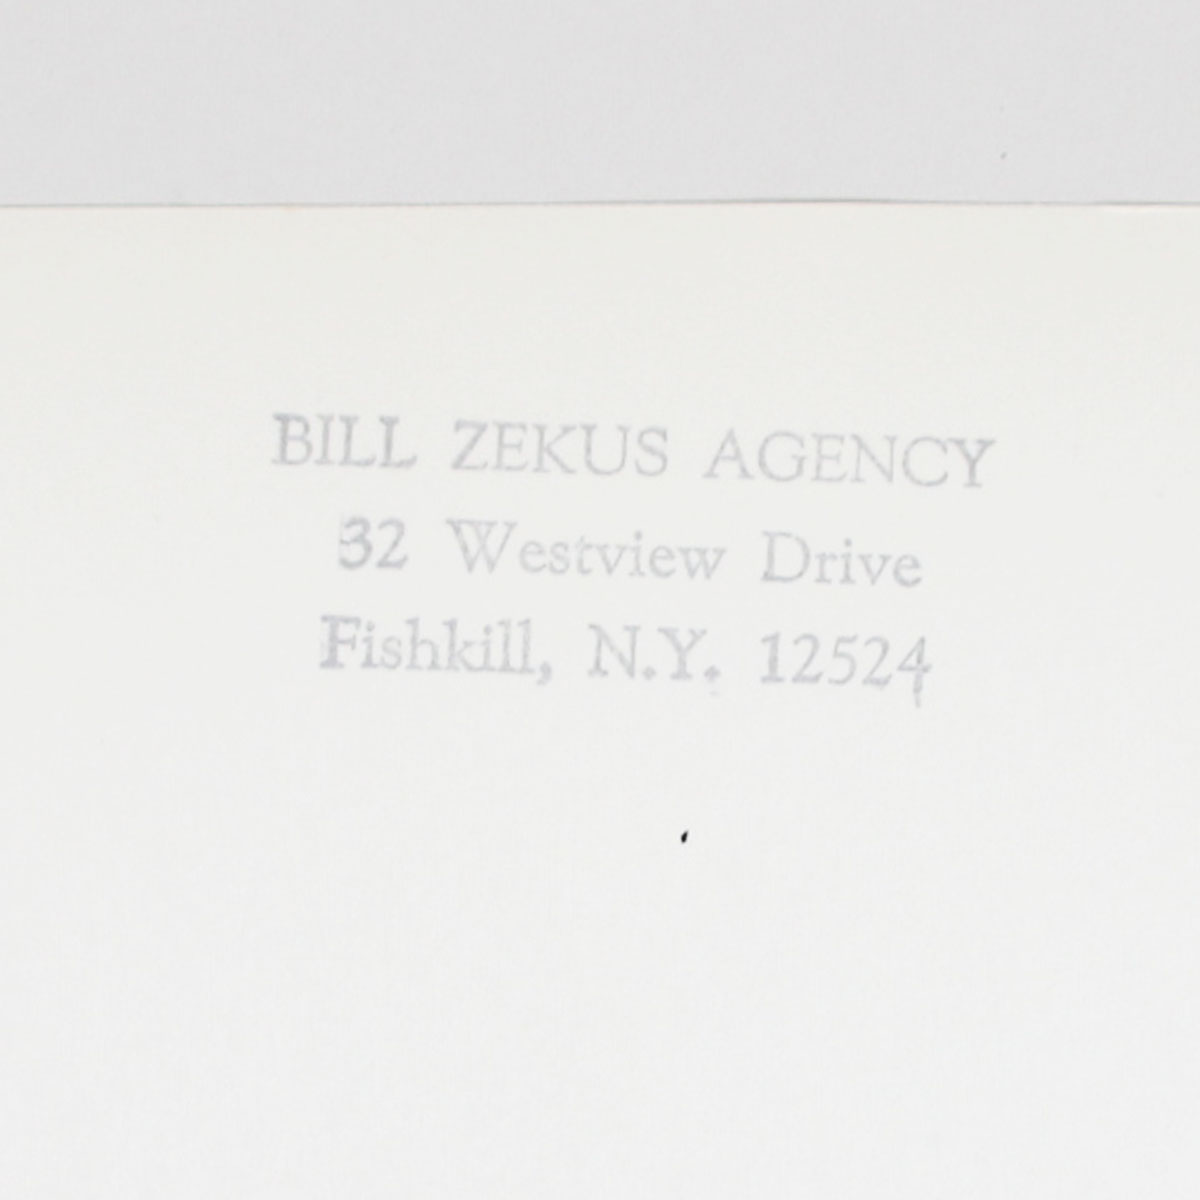 BILL ZEKUS AGENCY
32 Westview Drive
Fishkill, N.Y. 12524